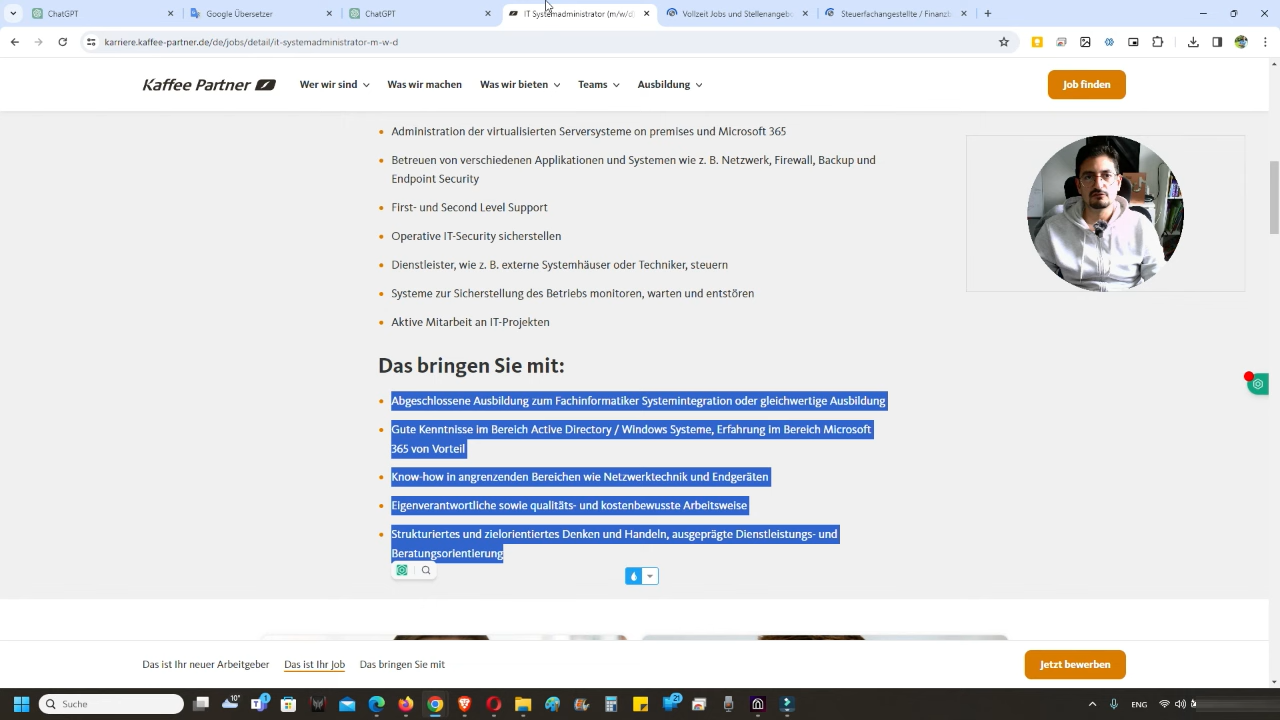 ChatGPT
Google Übersetzer
ChatGPT
IT Systemadministrator (m/w/d)
Vollzeit Jobs und Stellenangebo
Steuerfachangestellte / Finanzb
karriere.kaffee-partner.de/de/jobs/detail/it-systemadministrator-m-w-d
Kaffee Partner
Wer wir sind
Was wir machen
Was wir bieten
Teams
Ausbildung
Job finden
Administration der virtualisierten Serversysteme on premises und Microsoft 365
Betreuen von verschiedenen Applikationen und Systemen wie z. B. Netzwerk, Firewall, Backup und
Endpoint Security
First- und Second Level Support
Operative IT-Security sicherstellen
Dienstleister, wie z. B. externe Systemhäuser oder Techniker, steuern
Systeme zur Sicherstellung des Betriebs monitoren, warten und entstören
Aktive Mitarbeit an IT-Projekten
Das bringen Sie mit:
Abgeschlossene Ausbildung zum Fachinformatiker Systemintegration oder gleichwertige Ausbildung
Gute Kenntnisse im Bereich Active Directory / Windows Systeme, Erfahrung im Bereich Microsoft
365 von Vorteil
Know-how in angrenzenden Bereichen wie Netzwerktechnik und Endgeräten
Eigenverantwortliche sowie qualitäts- und kostenbewusste Arbeitsweise
Strukturiertes und zielorientiertes Denken und Handeln, ausgeprägte Dienstleistungs- und
Beratungsorientierung
Das ist Ihr neuer Arbeitgeber
Das ist Ihr Job
Das bringen Sie mit
Jetzt bewerben
Suche
10°
1
21
ENG